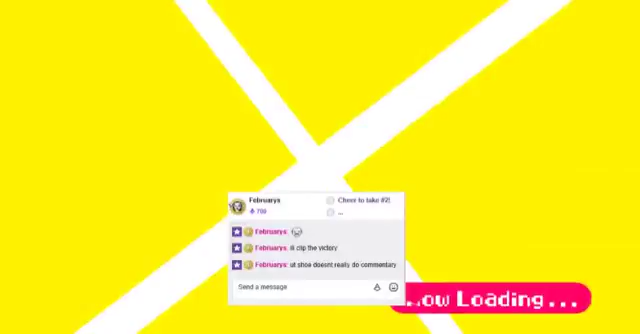 Februarys
Cheer to take #2!
700
...
Februarys:
Februarys: ill clip the victory
Februarys: ut shoe doesnt really do commentary
Send a message
Now Loading...